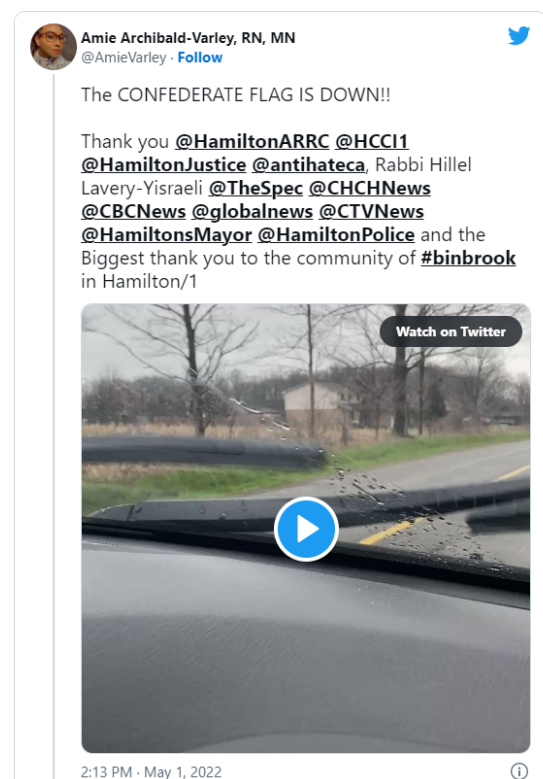 Amie Archibald-Varley, RN, MN
@AmieVarley · Follow
The CONFEDERATE FLAG IS DOWN!!
Thank you @HamiltonARRC @HCCI1
@HamiltonJustice @antihateca, Rabbi Hillel
Lavery-Yisraeli @TheSpec @CHCHNews
@CBCNews @globalnews @CTVNews
@HamiltonsMayor @HamiltonPolice and the
Biggest thank you to the community of #binbrook
in Hamilton/1
Watch on Twitter
2:13 PM · May 1, 2022